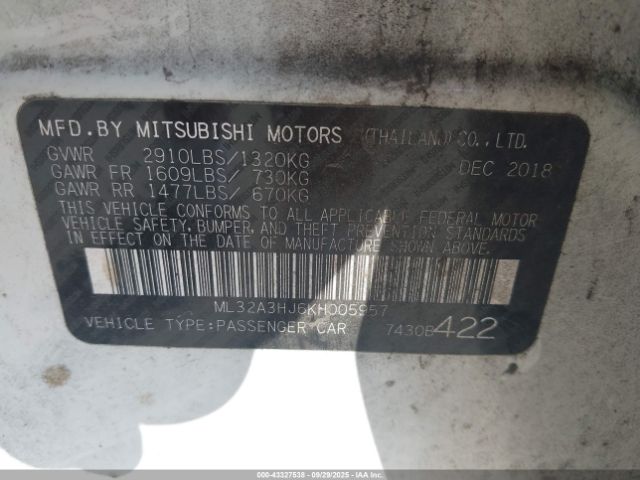 MFD.BY MITSUBISHI MOTORS (THAILAND)CO.,LTD.
GVWR 2910LBS/1320KG DEC 2018
GAWR FR 1609LBS/ 730KG
GAWR RR 1477LBS/ 670KG
THIS VEHICLE CONFORMS TO ALL APPLICABLE FEDERAL MOTOR
VEHICLE SAFETY, BUMPER, AND THEFT PREVENTION STANDARDS
IN EFFECT ON THE DATE OF MANUFACTURE SHOWN ABOVE.
ML32A3HJ6KH005957
VEHICLE TYPE:PASSENGER CAR 7430B422
000-43327538 - 09/29/2025 - IAAI.COM